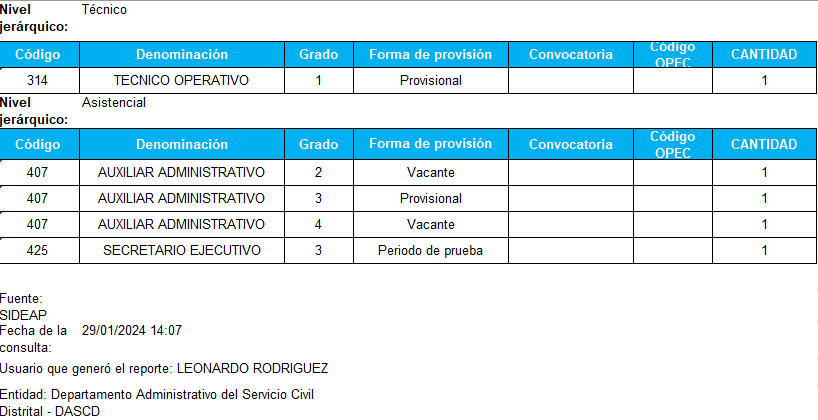 Nivel Técnico
jerárquico:
Código Denominación Grado Forma de provisión Convocatoria Código OPEC CANTIDAD
314 TECNICO OPERATIVO 1 Provisional 1
Nivel Asistencial
jerárquico:
Código Denominación Grado Forma de provisión Convocatoria Código OPEC CANTIDAD
407 AUXILIAR ADMINISTRATIVO 2 Vacante 1
407 AUXILIAR ADMINISTRATIVO 3 Provisional 1
407 AUXILIAR ADMINISTRATIVO 4 Vacante 1
425 SECRETARIO EJECUTIVO 3 Periodo de prueba 1
Fuente:
SIDEAP
Fecha de la 29/01/2024 14:07
consulta:
Usuario que generó el reporte: LEONARDO RODRIGUEZ
Entidad: Departamento Administrativo del Servicio Civil
Distrital - DASCD